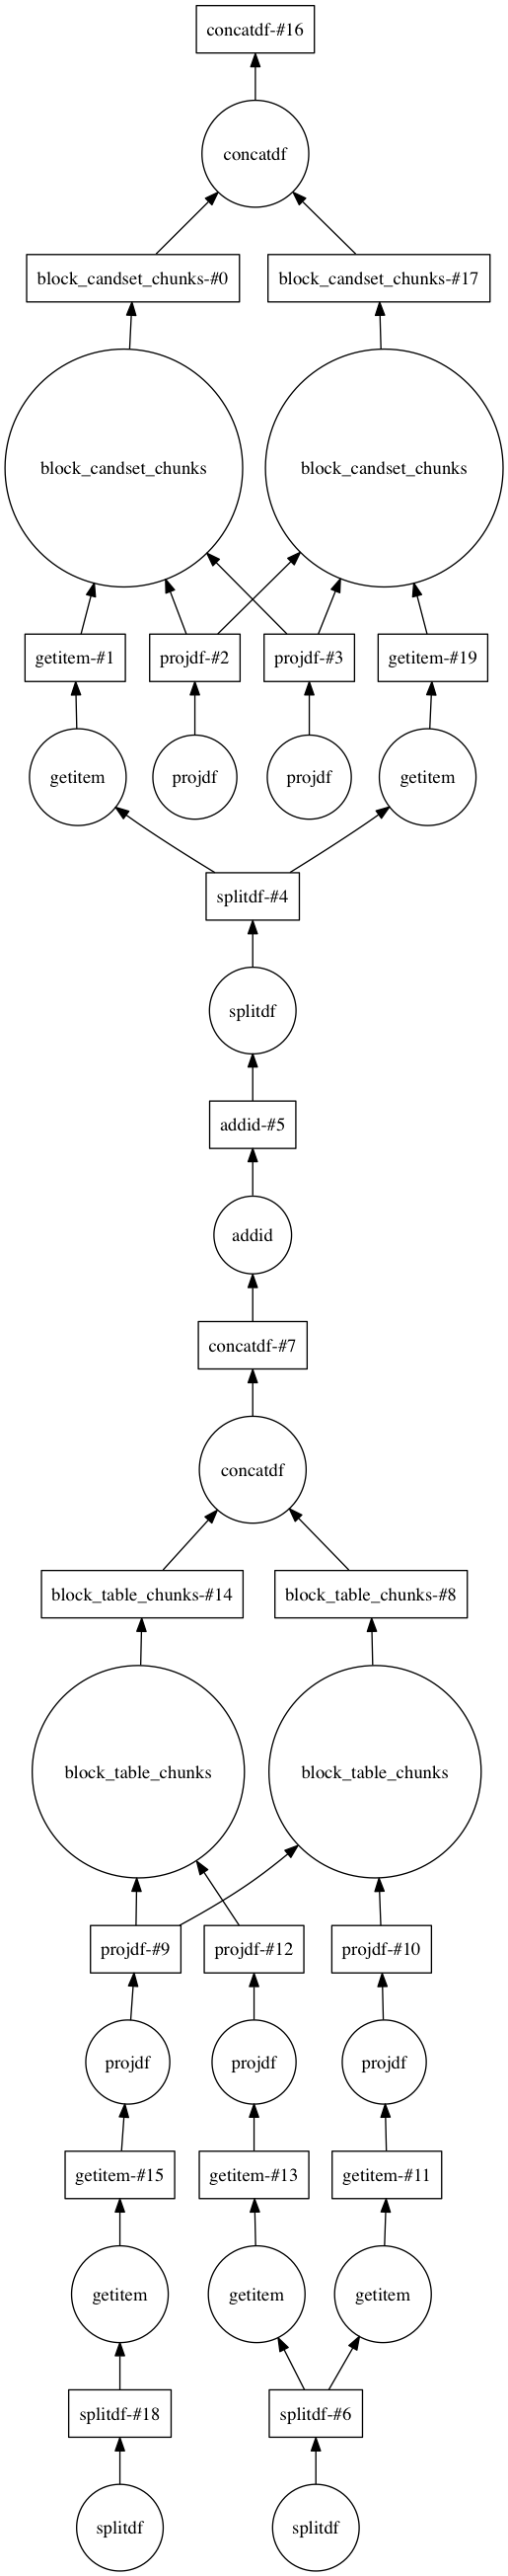 concatdf-#16
concatdf
block_candset_chunks-#0
block_candset_chunks-#17
block_candset_chunks
block_candset_chunks
getitem-#1
projdf-#2
projdf-#3
getitem-#19
getitem
projdf
projdf
getitem
splitdf-#4
splitdf
addid-#5
addid
concatdf-#7
concatdf
block_table_chunks-#14
block_table_chunks-#8
block_table_chunks
block_table_chunks
projdf-#9
projdf-#12
projdf-#10
projdf
projdf
projdf
getitem-#15
getitem-#13
getitem-#11
getitem
getitem
getitem
splitdf-#18
splitdf-#6
splitdf
splitdf